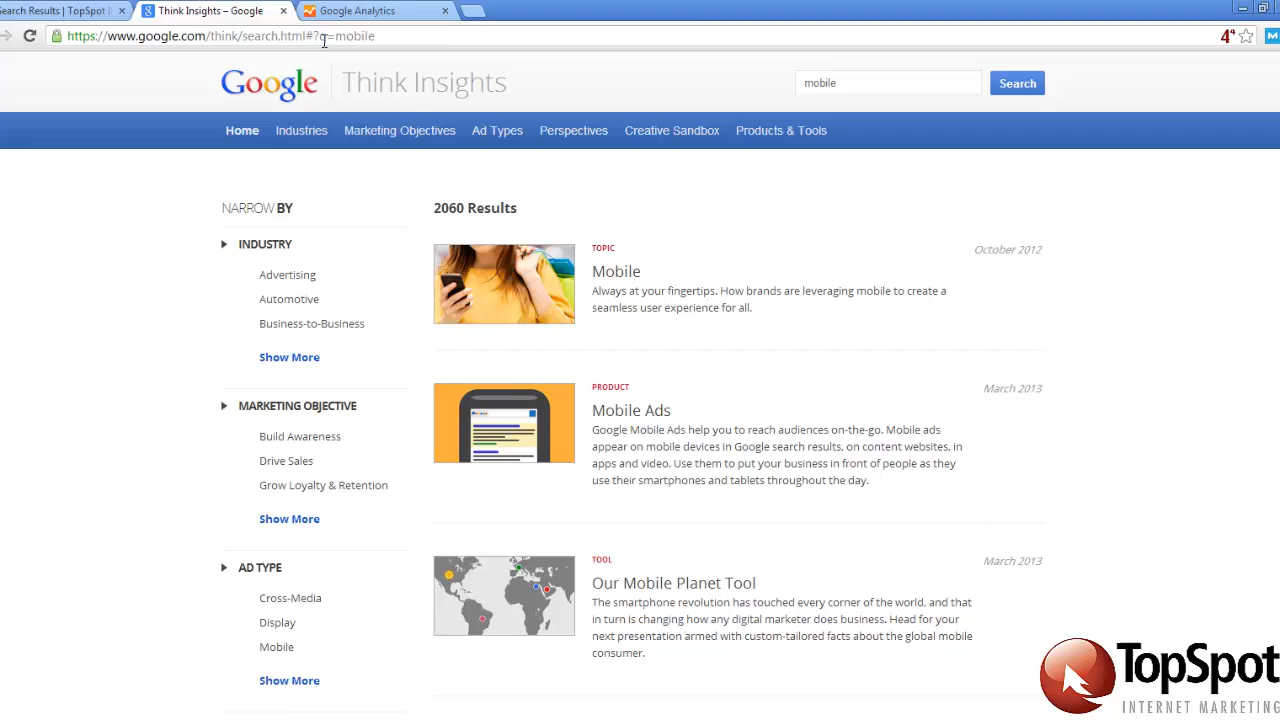 Search Results | TopSpot
Think Insights – Google
Google Analytics
https://www.google.com/think/search.html#?q=mobile
4°
M
Google
Think Insights
mobile
Search
Home Industries Marketing Objectives Ad Types Perspectives Creative Sandbox Products & Tools
NARROW BY
INDUSTRY
Advertising
Automotive
Business-to-Business
Show More
MARKETING OBJECTIVE
Build Awareness
Drive Sales
Grow Loyalty & Retention
Show More
AD TYPE
Cross-Media
Display
Mobile
Show More
2060 Results
TOPIC
October 2012
Mobile
Always at your fingertips. How brands are leveraging mobile to create a
seamless user experience for all.
PRODUCT
March 2013
Mobile Ads
Google Mobile Ads help you to reach audiences on-the-go. Mobile ads
appear on mobile devices in Google search results, on content websites, in
apps and video. Use them to put your business in front of people as they
use their smartphones and tablets throughout the day.
TOOL
March 2013
Our Mobile Planet Tool
The smartphone revolution has touched every corner of the world, and that
in turn is changing how any digital marketer does business. Head for your
next presentation armed with custom-tailored facts about the global mobile
consumer.
TopSpot
INTERNET MARKETING